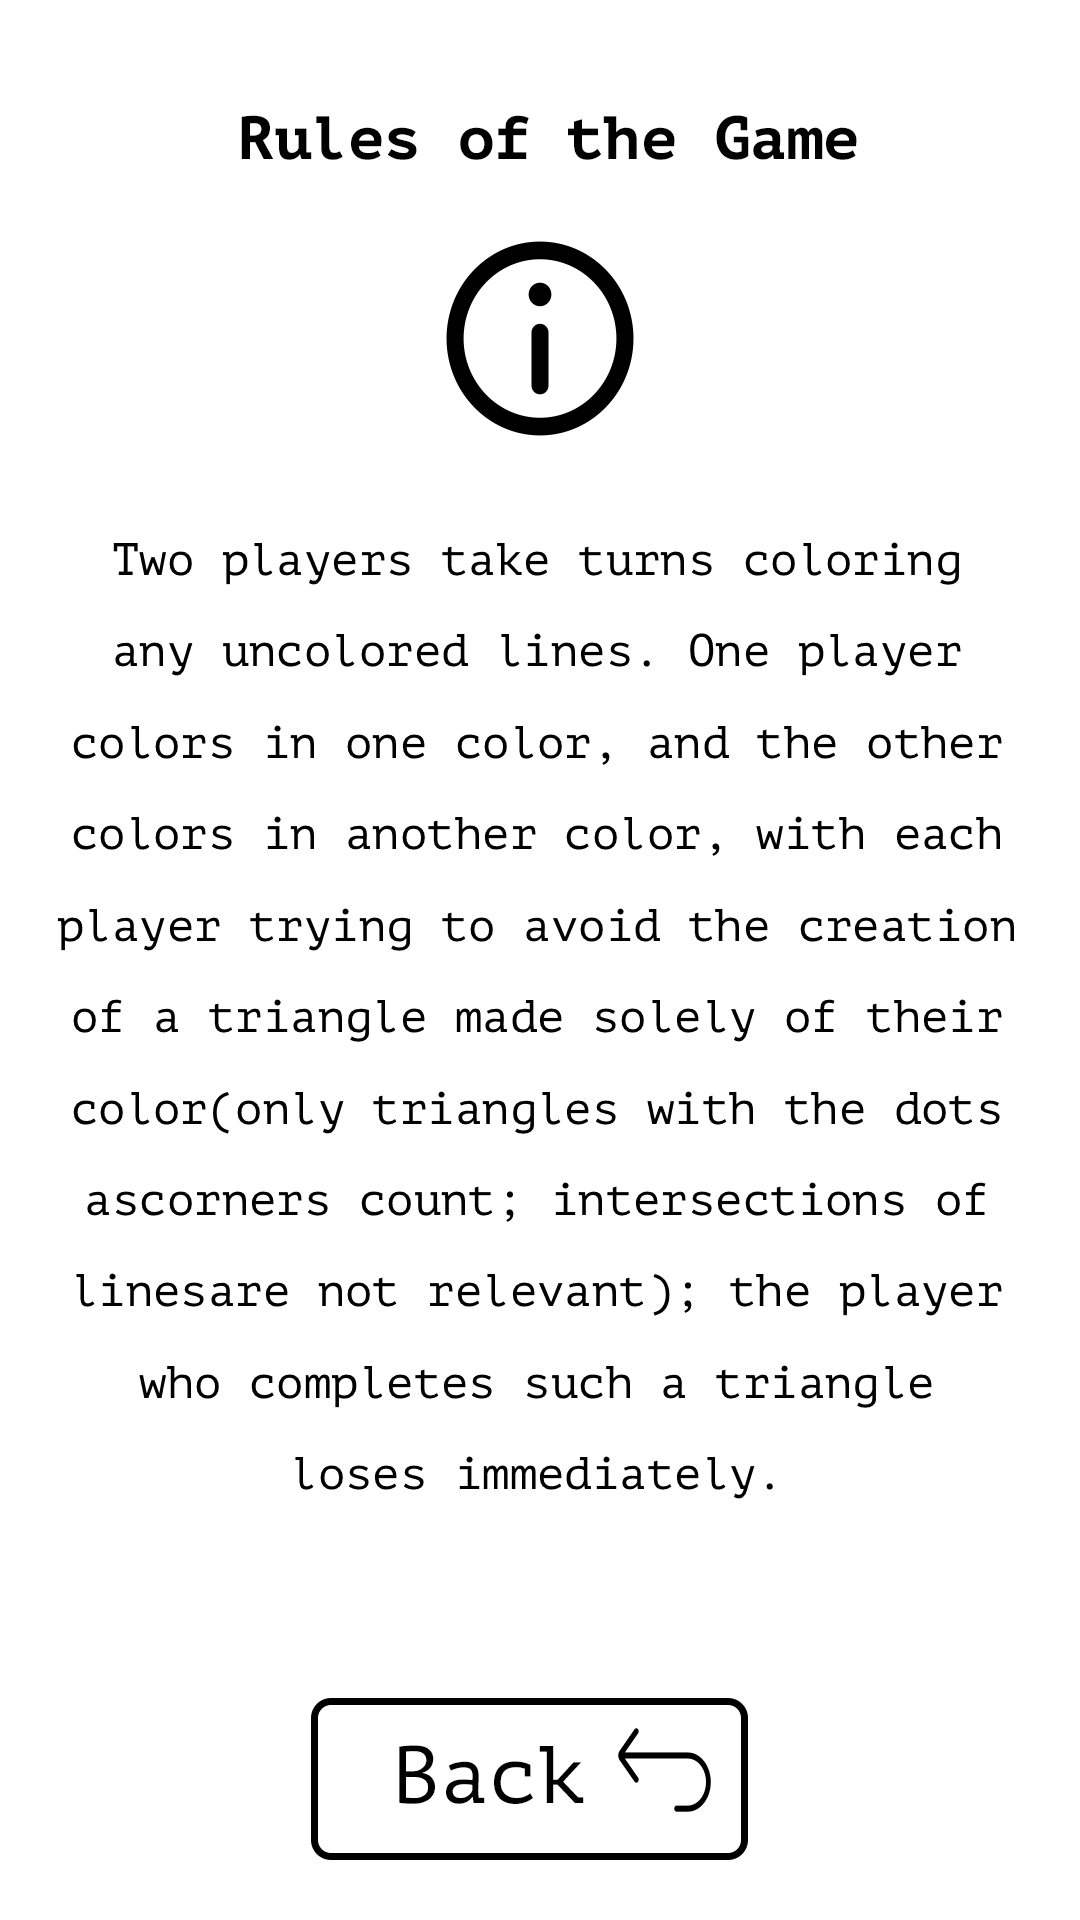 Rules of the Game
Two players take turns coloring
any uncolored lines. One player
colors in one color, and the other
colors in another color, with each
player trying to avoid the creation
of a triangle made solely of their
color(only triangles with the dots
ascorners count; intersections of
linesare not relevant); the player
who completes such a triangle
loses immediately.
Back